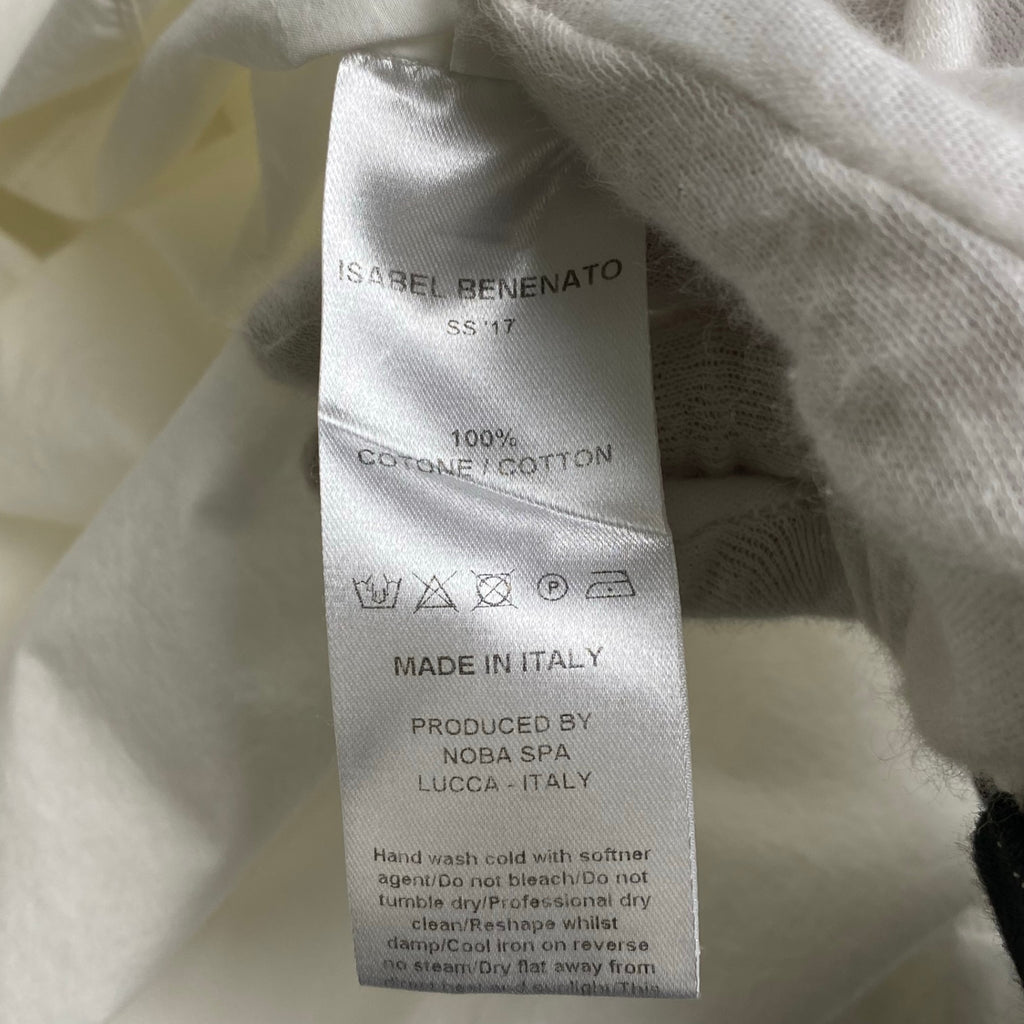 ISABEL BENENATO
SS '17
100%
COTONE / COTTON
P
MADE IN ITALY
PRODUCED BY
NOBA SPA
LUCCA - ITALY
Hand wash cold with softner
agent/Do not bleach/Do not
tumble dry/Professional dry
clean/Reshape whilst
damp/Cool iron on reverse
no steam/Dry flat away from
sunlight/This